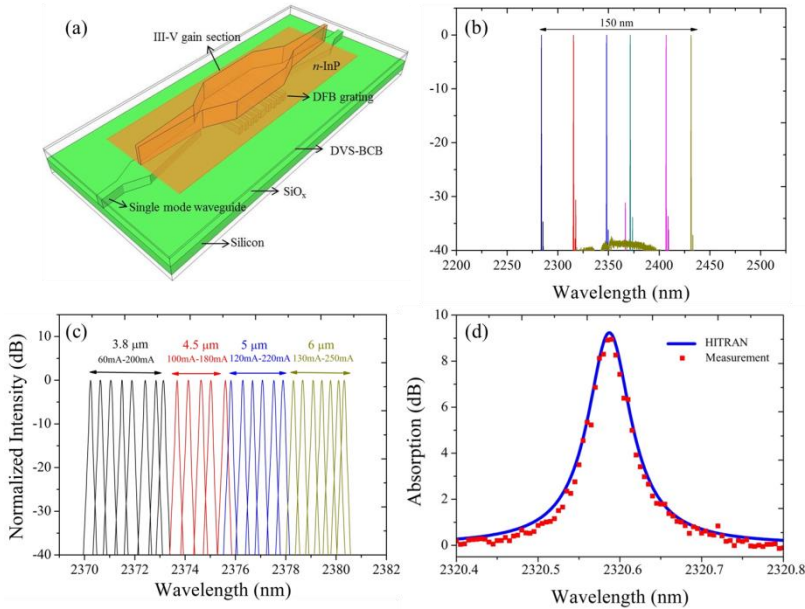 (a)
III-V gain section
n-InP
DFB grating
DVS-BCB
SiOx
Single mode waveguide
Silicon
(b)
150 nm
0
-10
-20
-30
-40
2200 2250 2300 2350 2400 2450 2500
Wavelength (nm)
(c)
Normalized Intensity (dB)
10
0
-10
-20
-30
-40
3.8 μm
60mA-200mA
4.5 μm
100mA-180mA
5 μm
120mA-220mA
6 μm
130mA-250mA
2370 2373 2374 2376 2378 2380 2382
Wavelength (nm)
(d)
Absorption (dB)
10
8
6
4
2
0
HITRAN
Measurement
2320.4 2320.5 2320.6 2320.7 2320.8
Wavelength (nm)